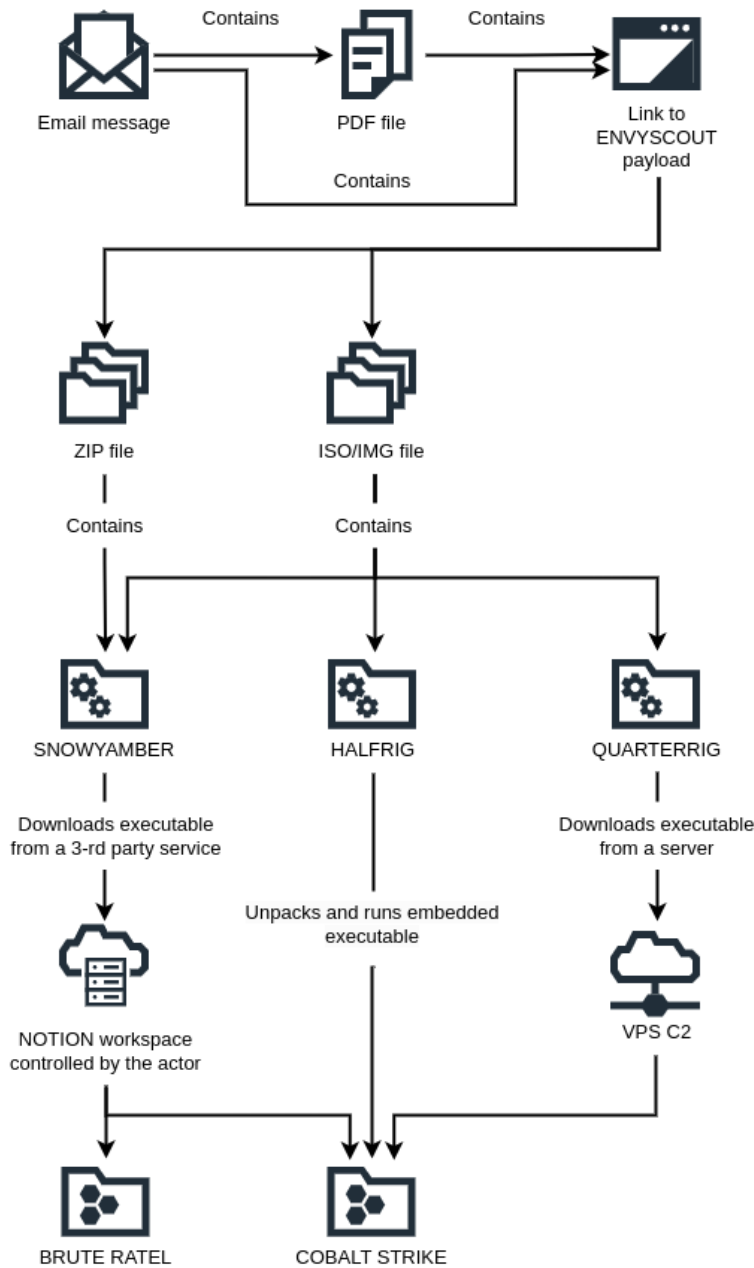 Contains
Contains
Email message
PDF file
Link to
ENVYSCOUT
payload
Contains
ZIP file
ISO/IMG file
Contains
Contains
SNOWYAMBER
HALFRIG
QUARTERRIG
Downloads executable
from a 3-rd party service
Downloads executable
from a server
Unpacks and runs embedded
executable
NOTION workspace
controlled by the actor
VPS C2
BRUTE RATEL
COBALT STRIKE